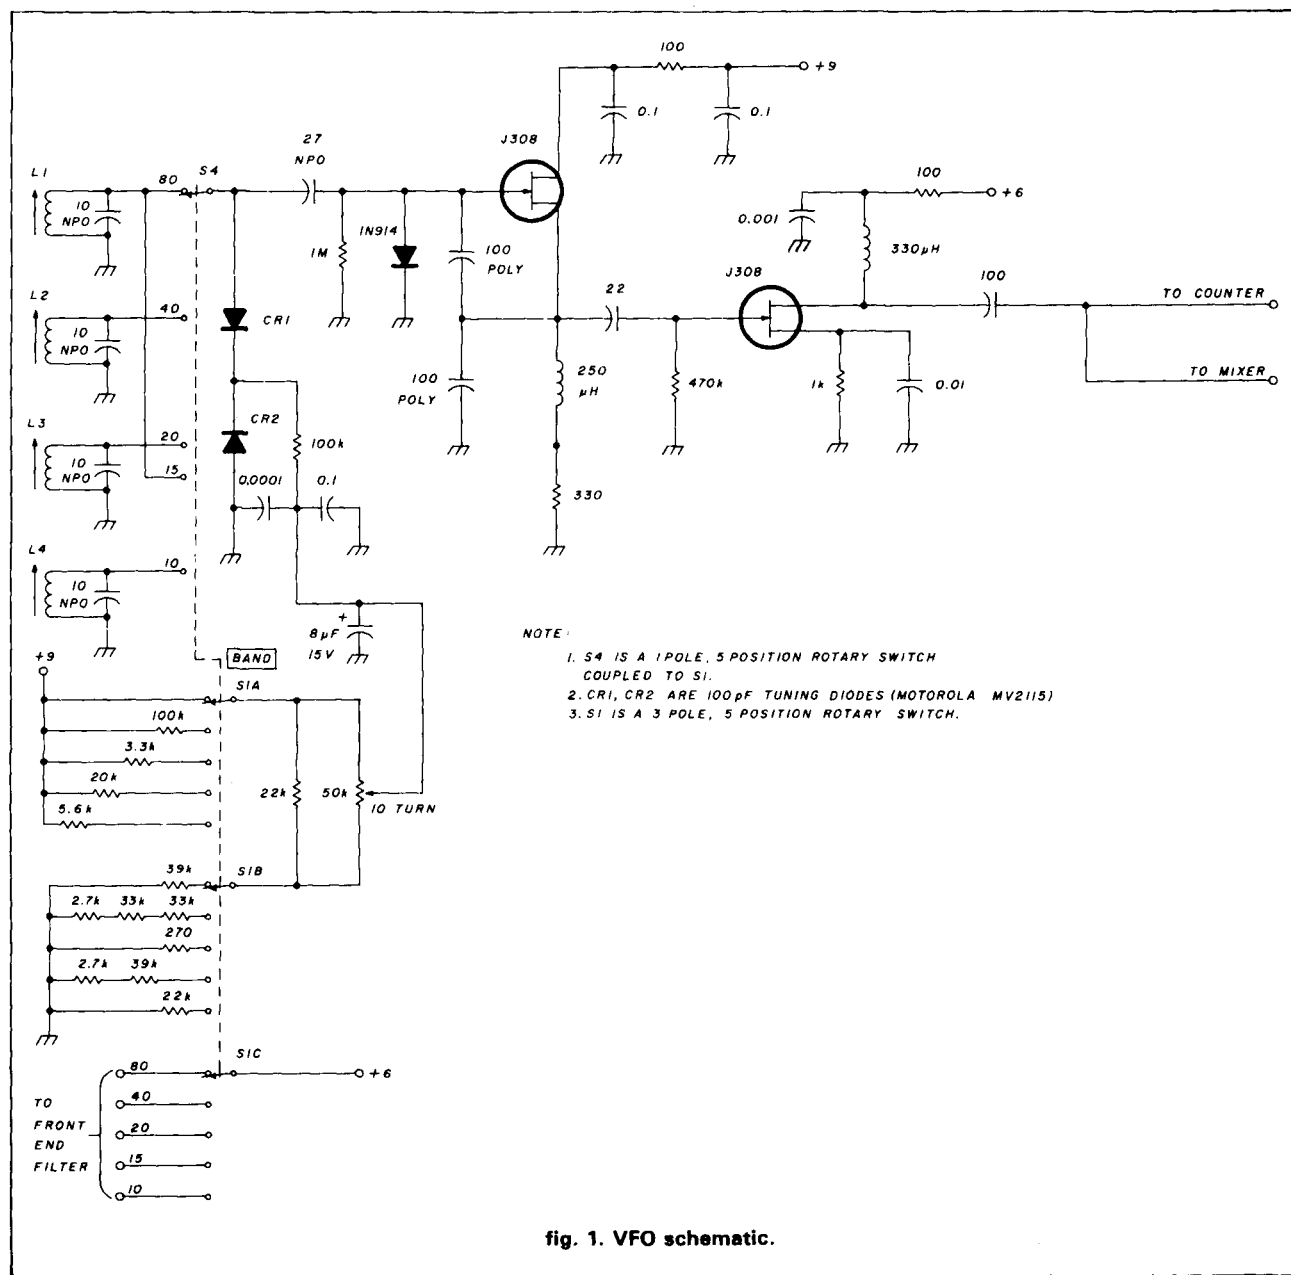 100
+9
0.1
0.1
J308
27
NPO
L1
80
S4
10
NPO
1M
1N914
100
POLY
100
+6
0.001
330µH
J308
100
TO COUNTER
TO MIXER
22
L2
40
10
NPO
CR1
100
POLY
250
µH
470k
1k
0.01
CR2
100k
L3
20
15
10
NPO
0.0001
0.1
330
L4
10
10
NPO
+
8µF
15V
NOTE:
1. S4 IS A 1 POLE, 5 POSITION ROTARY SWITCH
COUPLED TO S1.
2. CR1, CR2 ARE 100pF TUNING DIODES (MOTOROLA MV2115)
3. S1 IS A 3 POLE, 5 POSITION ROTARY SWITCH.
+9
BAND
S1A
100k
3.3k
20k
5.6k
22k
50k
10 TURN
39k
S1B
2.7k 33k 33k
270
2.7k 39k
22k
S1C
80
+6
40
20
15
10
TO
FRONT
END
FILTER
fig. 1. VFO schematic.